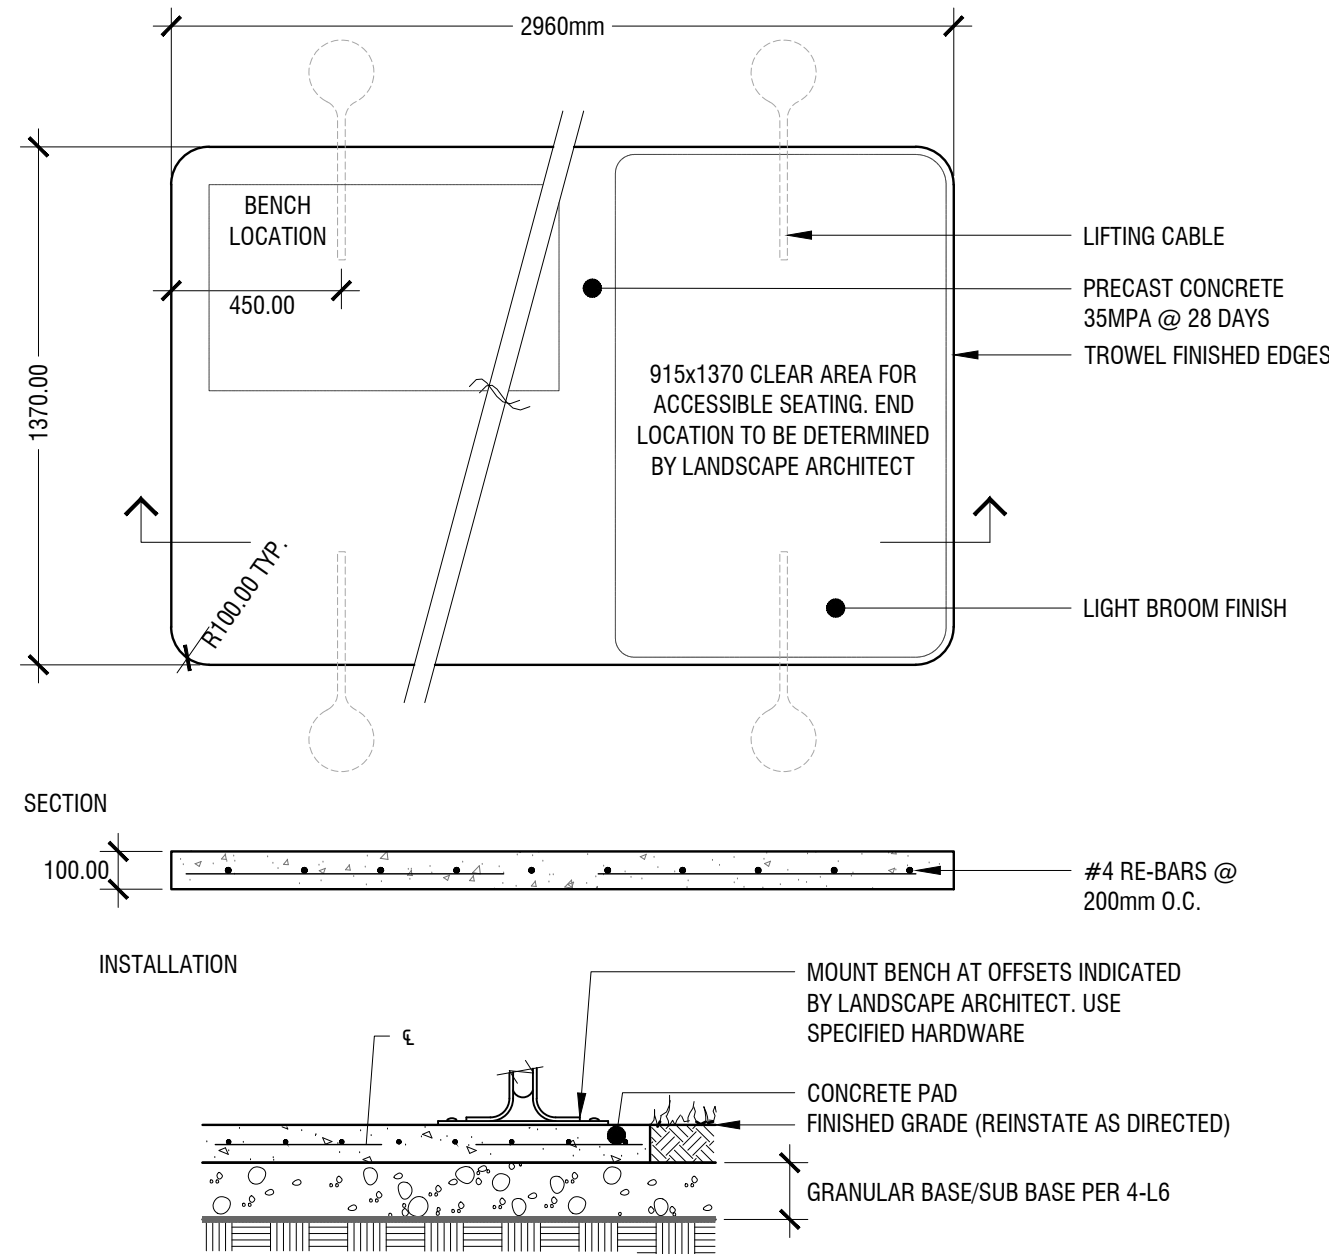 2960mm
BENCH
LOCATION
450.00
1370.00
R100.00 TYP.
915x1370 CLEAR AREA FOR
ACCESSIBLE SEATING. END
LOCATION TO BE DETERMINED
BY LANDSCAPE ARCHITECT
LIFTING CABLE
PRECAST CONCRETE
35MPA @ 28 DAYS
TROWEL FINISHED EDGES
LIGHT BROOM FINISH
SECTION
100.00
#4 RE-BARS @
200mm O.C.
INSTALLATION
℄
MOUNT BENCH AT OFFSETS INDICATED
BY LANDSCAPE ARCHITECT. USE
SPECIFIED HARDWARE
CONCRETE PAD
FINISHED GRADE (REINSTATE AS DIRECTED)
GRANULAR BASE/SUB BASE PER 4-L6